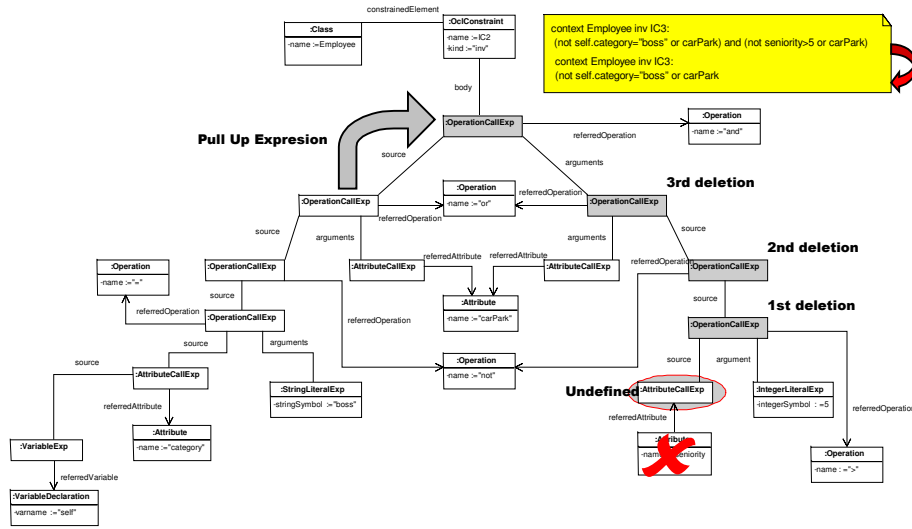 constrainedElement
:Class
-name :=Employee
:OclConstraint
-name :=IC2
-kind :="inv"
context Employee inv IC3:
(not self.category="boss" or carPark) and (not seniority>5 or carPark)
context Employee inv IC3:
(not self.category="boss" or carPark
body
:OperationCallExp
Pull Up Expresion
referredOperation
:Operation
-name :="and"
source
arguments
:OperationCallExp
:Operation
-name :="or"
referredOperation
referredOperation
3rd deletion
:OperationCallExp
source
arguments
arguments
source
2nd deletion
:Operation
-name :="="
:OperationCallExp
:AttributeCallExp
referredAttribute
referredAttribute
:AttributeCallExp
referredOperation
:OperationCallExp
source
:Attribute
-name :="carPark"
source
1st deletion
referredOperation
:OperationCallExp
referredOperation
:OperationCallExp
source
arguments
source
argument
:AttributeCallExp
:StringLiteralExp
-stringSymbol :="boss"
:Operation
-name :="not"
Undefined
:AttributeCallExp
:IntegerLiteralExp
-integerSymbol : =5
referredAttribute
referredAttribute
referredOperation
:VariableExp
:Attribute
-name :="category"
-name
eniority
:Operation
-name : =">"
referredVariable
:VariableDeclaration
-varname :="self"